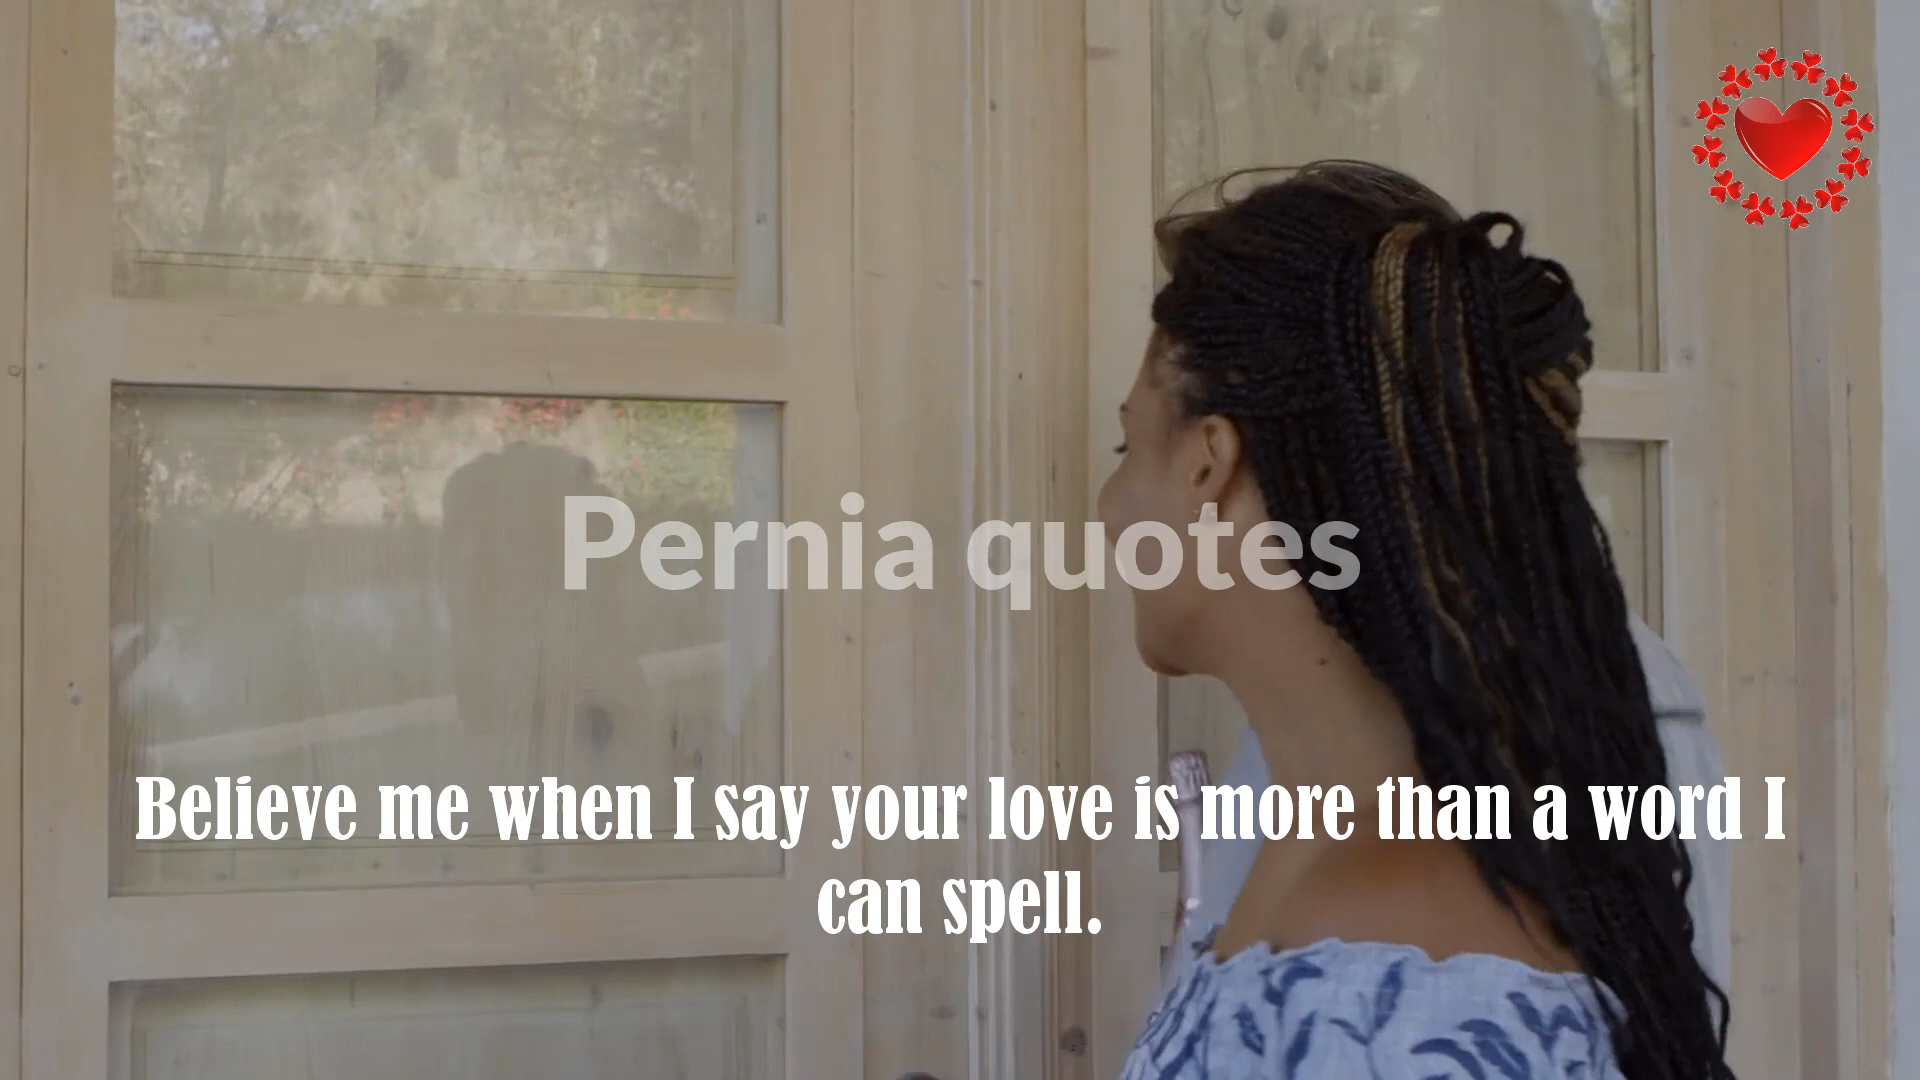 Pernia quotes
Believe me when I say your love is more than a word I
can spell.